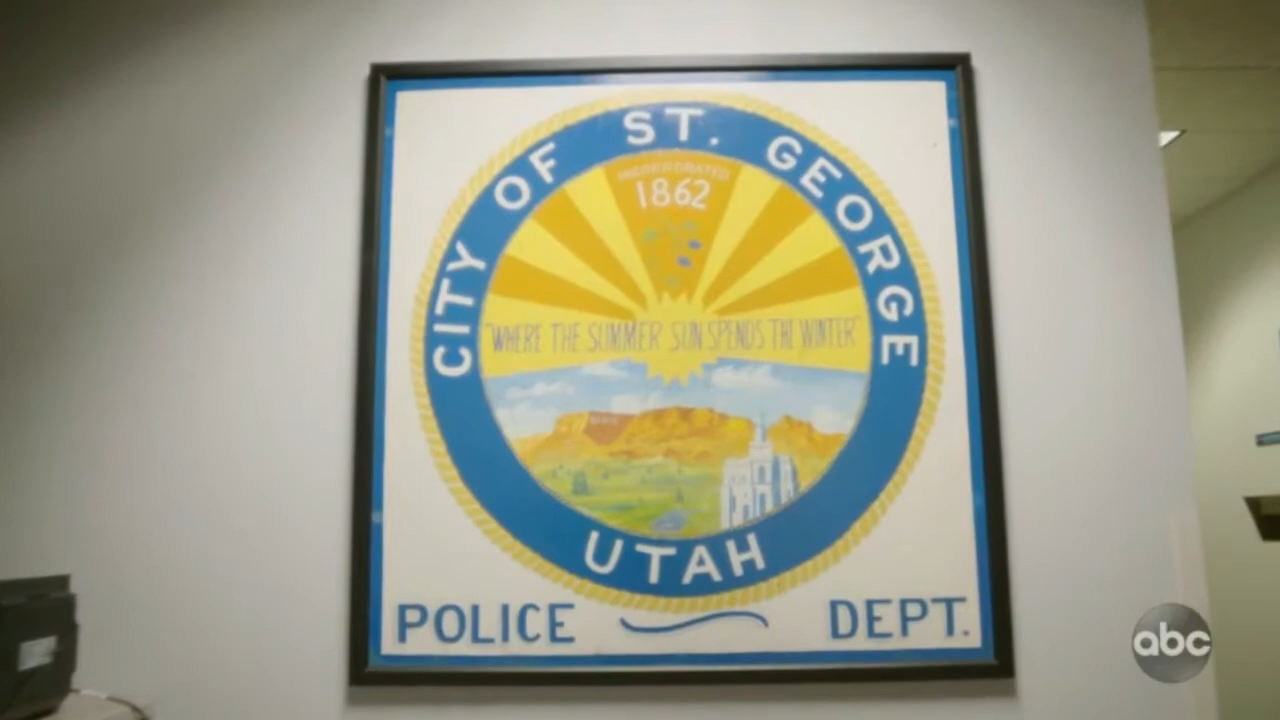 CITY OF ST. GEORGE
INCORPORATED
1862
"WHERE THE SUMMER SUN SPENDS THE WINTER"
UTAH
POLICE DEPT.
abc